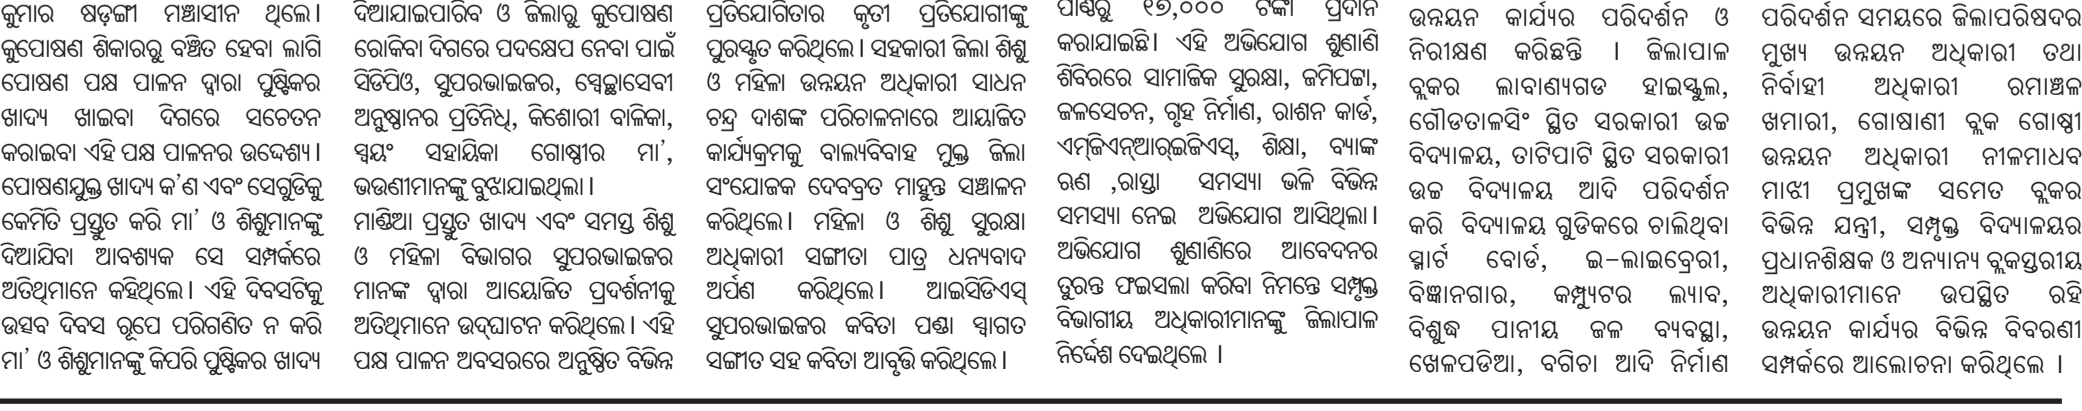 କୁମାର ଷଡ଼ଙ୍ଗୀ ମଞ୍ଚାସୀନ ଥିଲେ।
କୁପୋଷଣ ଶିକାରରୁ ବଞ୍ଚିତ ହେବା ଲାଗି
ପୋଷଣ ପକ୍ଷ ପାଳନ ଦ୍ୱାରା ପୁଷ୍ଟିକର
ଖାଦ୍ୟ ଖାଇବା ଦିଗରେ ସଚେତନ
କରାଇବା ଏହି ପକ୍ଷ ପାଳନର ଉଦ୍ଦେଶ୍ୟ।
ପୋଷଣଯୁକ୍ତ ଖାଦ୍ୟ କ'ଣ ଏବଂ ସେଗୁଡିକୁ
କେମିତି ପ୍ରସ୍ତୁତ କରି ମା' ଓ ଶିଶୁମାନଙ୍କୁ
ଦିଆଯିବା ଆବଶ୍ୟକ ସେ ସମ୍ପର୍କରେ
ଅତିଥିମାନେ କହିଥିଲେ। ଏହି ଦିବସଟିକୁ
ଉତ୍ସବ ଦିବସ ରୂପେ ପରିଗଣିତ ନ କରି
ମା' ଓ ଶିଶୁମାନଙ୍କୁ କିପରି ପୁଷ୍ଟିକର ଖାଦ୍ୟ
ଦିଆଯାଇପାରିବ ଓ ଜିଲାରୁ କୁପୋଷଣ
ରୋକିବା ଦିଗରେ ପଦକ୍ଷେପ ନେବା ପାଇଁ
ସିଡିପିଓ, ସୁପରଭାଇଜର, ସ୍ୱେଚ୍ଛାସେବୀ
ଅନୁଷ୍ଠାନର ପ୍ରତିନିଧି, କିଶୋରୀ ବାଳିକା,
ସ୍ୱୟଂ ସହାୟିକା ଗୋଷ୍ଠୀର ମା',
ଭଉଣୀମାନଙ୍କୁ ବୁଝାଯାଇଥିଲା।
ମାଣ୍ଡିଆ ପ୍ରସ୍ତୁତ ଖାଦ୍ୟ ଏବଂ ସମସ୍ତ ଶିଶୁ
ଓ ମହିଳା ବିଭାଗର ସୁପରଭାଇଜର
ମାନଙ୍କ ଦ୍ୱାରା ଆୟୋଜିତ ପ୍ରଦର୍ଶନୀକୁ
ଅତିଥିମାନେ ଉଦ୍‌ଘାଟନ କରିଥିଲେ। ଏହି
ପକ୍ଷ ପାଳନ ଅବସରରେ ଅନୁଷ୍ଠିତ ବିଭିନ୍ନ
ପ୍ରତିଯୋଗିତାର କୃତୀ ପ୍ରତିଯୋଗୀଙ୍କୁ
ପୁରସ୍କୃତ କରିଥିଲେ। ସହକାରୀ ଜିଲା ଶିଶୁ
ଓ ମହିଳା ଉନ୍ନୟନ ଅଧିକାରୀ ସାଧନ
ଚନ୍ଦ୍ର ଦାଶଙ୍କ ପରିଚାଳନାରେ ଆୟୋଜିତ
କାର୍ଯ୍ୟକ୍ରମକୁ ବାଲ୍ୟବିବାହ ମୁକ୍ତ ଜିଲା
ସଂଯୋଜକ ଦେବବ୍ରତ ମାହୁନ୍ତ ସଞ୍ଚାଳନ
କରିଥିଲେ। ମହିଳା ଓ ଶିଶୁ ସୁରକ୍ଷା
ଅଧିକାରୀ ସଙ୍ଗୀତା ପାତ୍ର ଧନ୍ୟବାଦ
ଅର୍ପଣ କରିଥିଲେ। ଆଇସିଡିଏସ୍
ସୁପରଭାଇଜର କବିତା ପଣ୍ଡା ସ୍ୱାଗତ
ସଙ୍ଗୀତ ସହ କବିତା ଆବୃତ୍ତି କରିଥିଲେ।
ପାଣ୍ଠିରୁ ୧୭,୦୦୦ ଟଙ୍କା ପ୍ରଦାନ
କରାଯାଇଛି। ଏହି ଅଭିଯୋଗ ଶୁଣାଣି
ଶିବିରରେ ସାମାଜିକ ସୁରକ୍ଷା, ଜମିପଟ୍ଟା,
ଜଳସେଚନ, ଗୃହ ନିର୍ମାଣ, ରାଶନ କାର୍ଡ,
ଏମ୍‌ଜିଏନ୍‌ଆର୍‌ଇଜିଏସ୍, ଶିକ୍ଷା, ବ୍ୟାଙ୍କ
ଋଣ ,ରାସ୍ତା ସମସ୍ୟା ଭଳି ବିଭିନ୍ନ
ସମସ୍ୟା ନେଇ ଅଭିଯୋଗ ଆସିଥିଲା।
ଅଭିଯୋଗ ଶୁଣାଣିରେ ଆବେଦନର
ତୁରନ୍ତ ଫଇସଲା କରିବା ନିମନ୍ତେ ସମ୍ପୃକ୍ତ
ବିଭାଗୀୟ ଅଧିକାରୀମାନଙ୍କୁ ଜିଲାପାଳ
ନିର୍ଦ୍ଦେଶ ଦେଇଥିଲେ ।
ଉନ୍ନୟନ କାର୍ଯ୍ୟର ପରିଦର୍ଶନ ଓ
ନିରୀକ୍ଷଣ କରିଛନ୍ତି । ଜିଲାପାଳ
ବ୍ଲକର ଲାବାଣ୍ୟଗଡ ହାଇସ୍କୁଲ,
ଗୌଡତାଳସିଂ ସ୍ଥିତ ସରକାରୀ ଉଚ୍ଚ
ବିଦ୍ୟାଳୟ, ତାଟିପାଟି ସ୍ଥିତ ସରକାରୀ
ଉଚ୍ଚ ବିଦ୍ୟାଳୟ ଆଦି ପରିଦର୍ଶନ
କରି ବିଦ୍ୟାଳୟ ଗୁଡିକରେ ଚାଲିଥିବା
ସ୍ମାର୍ଟ ବୋର୍ଡ, ଇ-ଲାଇବ୍ରେରୀ,
ବିଜ୍ଞାନଗାର, କମ୍ପ୍ୟୁଟର ଲ୍ୟାବ,
ବିଶୁଦ୍ଧ ପାନୀୟ ଜଳ ବ୍ୟବସ୍ଥା,
ଖେଳପଡିଆ, ବଗିଚା ଆଦି ନିର୍ମାଣ
ପରିଦର୍ଶନ ସମୟରେ ଜିଲାପରିଷଦର
ମୁଖ୍ୟ ଉନ୍ନୟନ ଅଧିକାରୀ ତଥା
ନିର୍ବାହୀ ଅଧିକାରୀ ରମାଞ୍ଚଳ
ଖମାରୀ, ଗୋଷାଣୀ ବ୍ଲକ ଗୋଷ୍ଠୀ
ଉନ୍ନୟନ ଅଧିକାରୀ ନୀଳମାଧବ
ମାଝୀ ପ୍ରମୁଖଙ୍କ ସମେତ ବ୍ଲକର
ବିଭିନ୍ନ ଯନ୍ତ୍ରୀ, ସମ୍ପୃକ୍ତ ବିଦ୍ୟାଳୟର
ପ୍ରଧାନଶିକ୍ଷକ ଓ ଅନ୍ୟାନ୍ୟ ବ୍ଲକସ୍ତରୀୟ
ଅଧିକାରୀମାନେ ଉପସ୍ଥିତ ରହି
ଉନ୍ନୟନ କାର୍ଯ୍ୟର ବିଭିନ୍ନ ବିବରଣୀ
ସମ୍ପର୍କରେ ଆଲୋଚନା କରିଥିଲେ ।